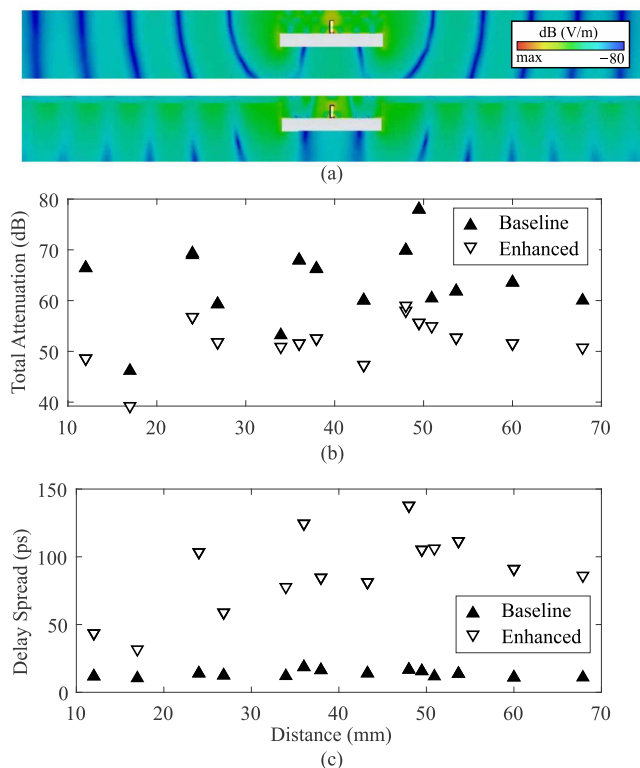 dB (V/m)
max −80
(a)
Total Attenuation (dB)
80
70
60
50
40
10 20 30 40 50 60 70
Baseline
Enhanced
(b)
Delay Spread (ps)
150
100
50
0
10 20 30 40 50 60 70
Baseline
Enhanced
Distance (mm)
(c)